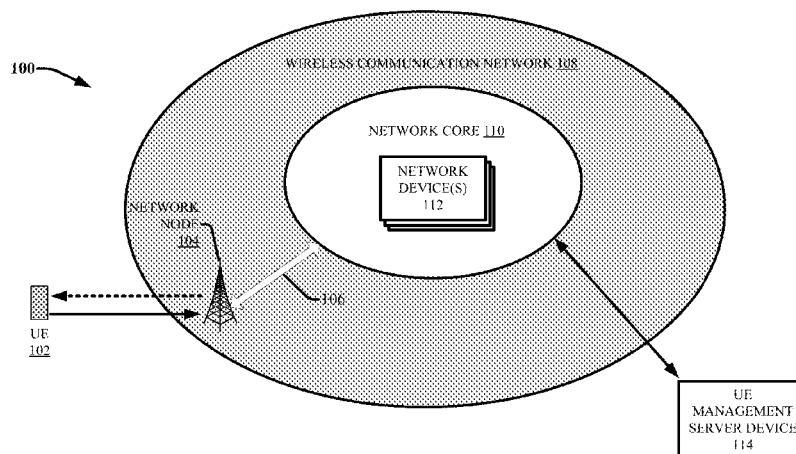 100
WIRELESS COMMUNICATION NETWORK 108
NETWORK CORE 110
NETWORK
DEVICE(S)
112
NETWORK
NODE
104
106
UE
102
UE
MANAGEMENT
SERVER DEVICE
114